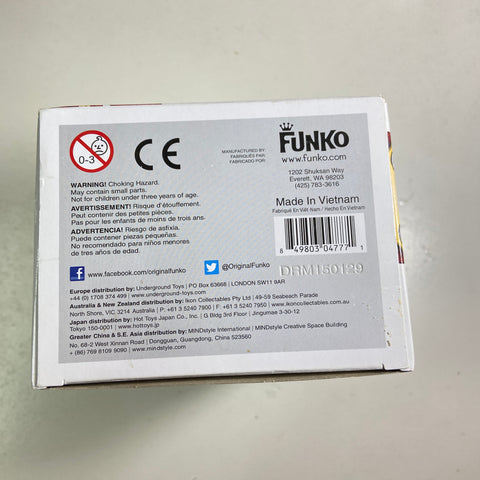 0-3
CE
MANUFACTURED BY:
FABRIQUÉS PAR:
FABRICADO POR:
FUNKO
www.funko.com
1202 Shuksan Way
Everett, WA 98203
(425) 783-3616
WARNING! Choking Hazard.
May contain small parts.
Not for children under three years of age.
AVERTISSEMENT! Risque d'étouffement.
Peut contenir des petites pièces.
Pas pour les enfants de moins de trois ans.
ADVERTENCIA! Riesgo de asfixia.
Puede contener piezas pequeñas.
No recomendado para niños menores
de tres años de edad.
Made In Vietnam
Fabriqué En Viêt Nam / Hecho En Vietnam
8 49803 04777 1
www.facebook.com/originalfunko
@OriginalFunko
DRM150129
Europe distribution by: Underground Toys | PO Box 63668 | LONDON SW11 9AR
+44 (0) 1708 374 499 | www.underground-toys.com
Australia & New Zealand distribution by: Ikon Collectables Pty Ltd | 49-59 Seabeach Parade
North Shore, VIC 3214 Australia | P: +61 3 5240 7900 | F: +61 3 5240 7950 | www.ikoncollectables.com.au
Japan distribution by: Hot Toys Japan Co., Inc. | G Bldg 3rd Floor | Jingumae 3-30-12
Tokyo 150-0001 | www.hottoys.jp
Greater China & S.E. Asia distribution by: MINDstyle International | MINDstyle Creative Space Building
No. 68-2 West Xinnan Road | Dongguan, Guangdong, China 523560
+ (86) 769 8109 9090 | www.mindstyle.com